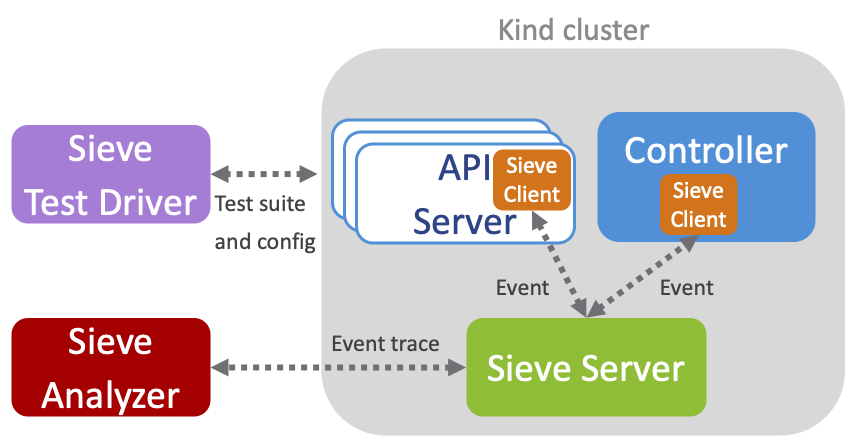 Kind cluster
Sieve
Test Driver
Test suite
and config
API
Server
Sieve
Client
Controller
Sieve
Client
Event
Event
Sieve
Analyzer
Event trace
Sieve Server